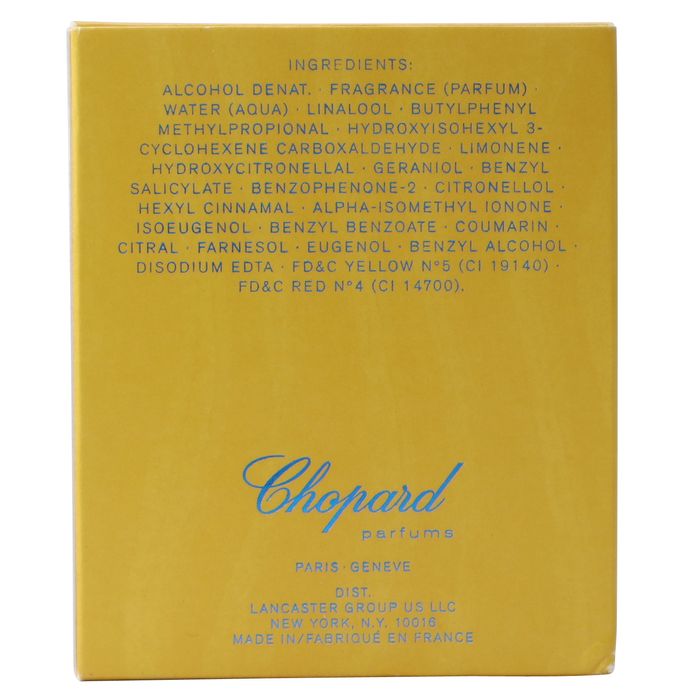 INGREDIENTS:
ALCOHOL DENAT. · FRAGRANCE (PARFUM) ·
WATER (AQUA) · LINALOOL · BUTYLPHENYL
METHYLPROPIONAL · HYDROXYISOHEXYL 3-
CYCLOHEXENE CARBOXALDEHYDE · LIMONENE ·
HYDROXYCITRONELLAL · GERANIOL · BENZYL
SALICYLATE · BENZOPHENONE-2 · CITRONELLOL ·
HEXYL CINNAMAL · ALPHA-ISOMETHYL IONONE ·
ISOEUGENOL · BENZYL BENZOATE · COUMARIN ·
CITRAL · FARNESOL · EUGENOL · BENZYL ALCOHOL ·
DISODIUM EDTA · FD&C YELLOW N°5 (CI 19140) ·
FD&C RED N°4 (CI 14700).
Chopard
parfums
PARIS · GENEVE
DIST.
LANCASTER GROUP US LLC
NEW YORK, N.Y. 10016
MADE IN/FABRIQUÉ EN FRANCE